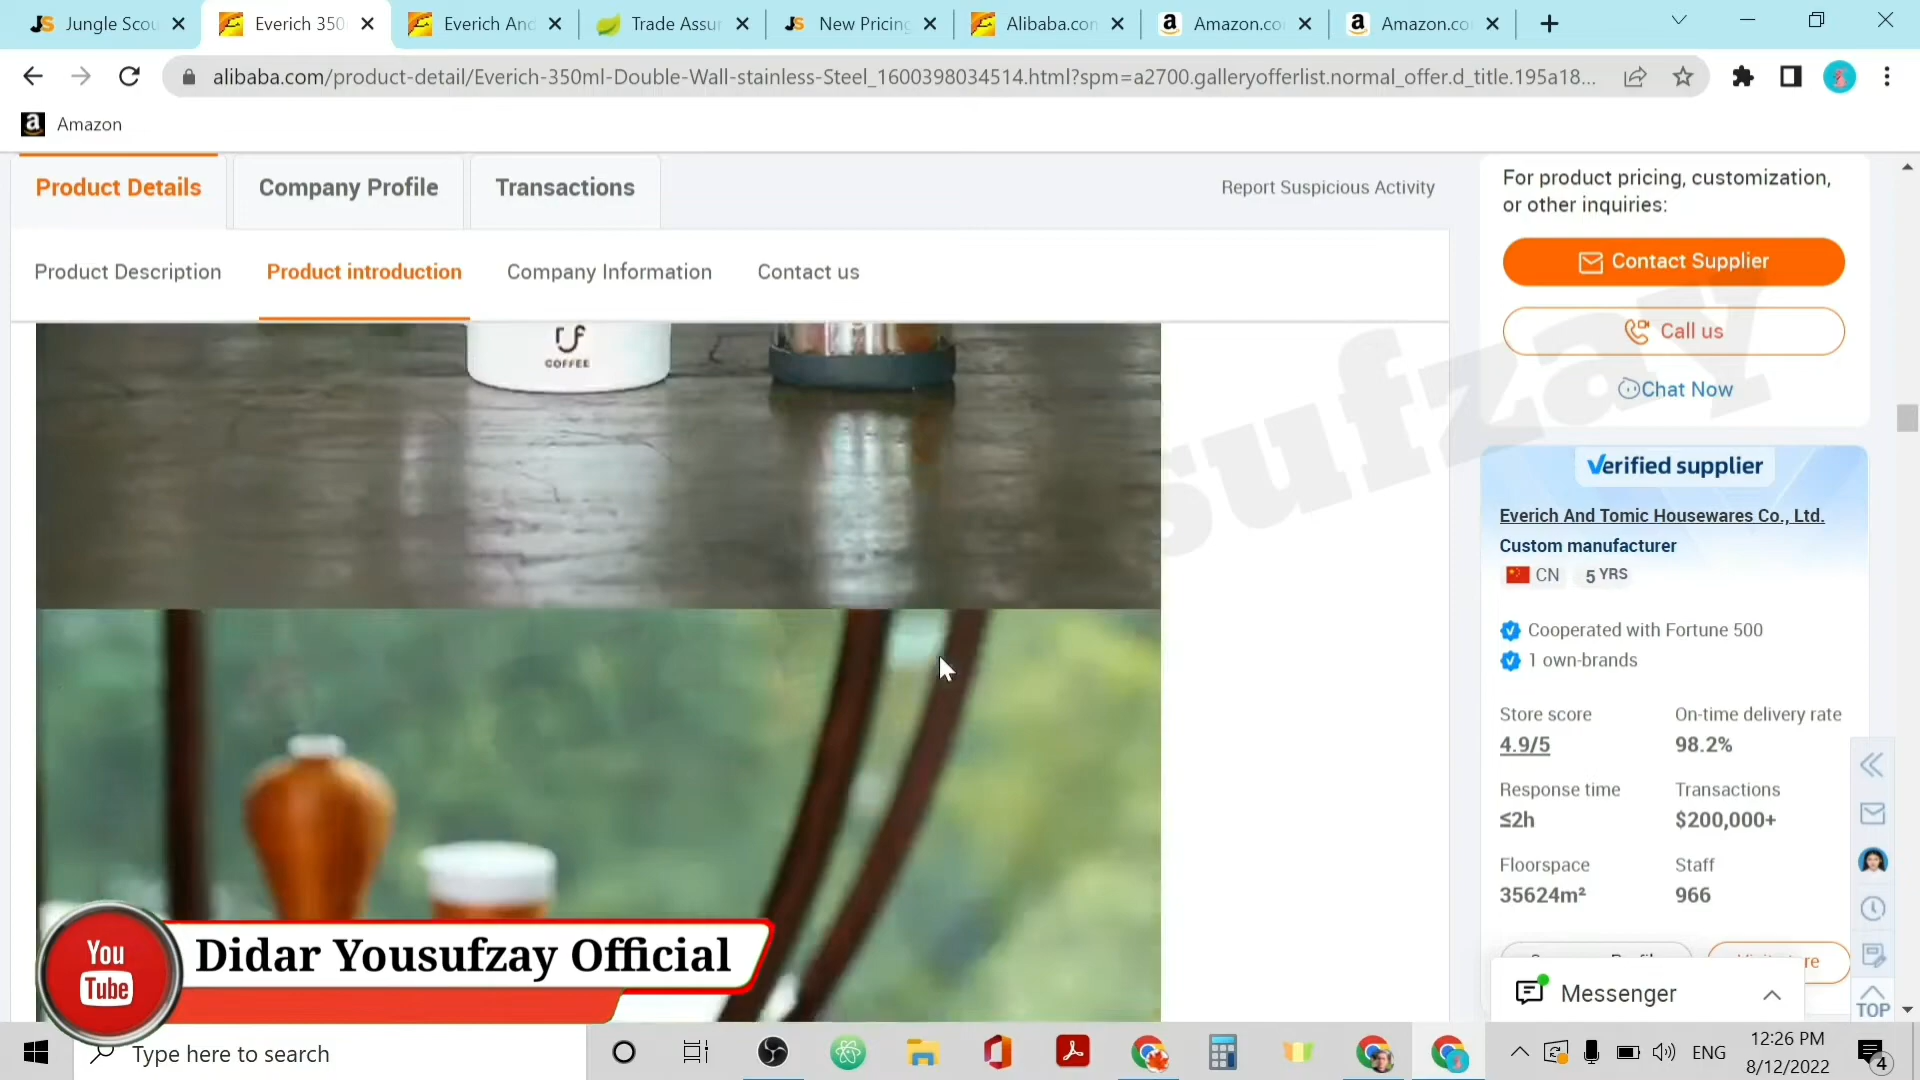 Jungle Scou
Everich 350
Everich And
Trade Assur
New Pricing
Alibaba.con
Amazon.co
Amazon.co
alibaba.com/product-detail/Everich-350ml-Double-Wall-stainless-Steel_1600398034514.html?spm=a2700.galleryofferlist.normal_offer.d_title.195a18...
a Amazon
Product Details
Company Profile
Transactions
Report Suspicious Activity
Product Description
Product introduction
Company Information
Contact us
COFFEE
For product pricing, customization,
or other inquiries:
Contact Supplier
Call us
Chat Now
sufzay
Verified supplier
Everich And Tomic Housewares Co., Ltd.
Custom manufacturer
CN 5 YRS
Cooperated with Fortune 500
1 own-brands
Store score
On-time delivery rate
4.9/5
98.2%
Response time
Transactions
≤2h
$200,000+
Floorspace
Staff
35624m²
966
Messenger
TOP
You
Tube
Didar Yousufzay Official
Type here to search
ENG
12:26 PM
8/12/2022
4